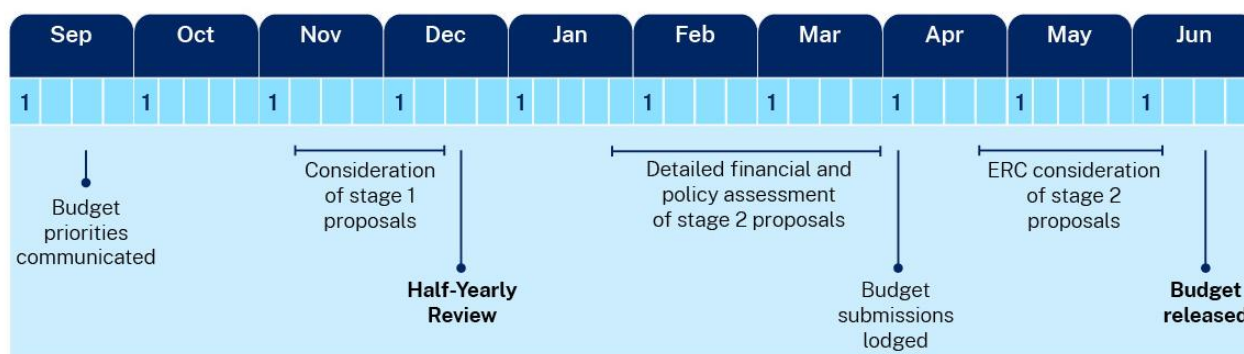 Sep Oct Nov Dec Jan Feb Mar Apr May Jun
1 1 1 1 1 1 1 1 1 1
Budget
priorities
communicated
Consideration
of stage 1
proposals
Half-Yearly
Review
Detailed financial and
policy assessment
of stage 2 proposals
Budget
submissions
lodged
ERC consideration
of stage 2
proposals
Budget
released